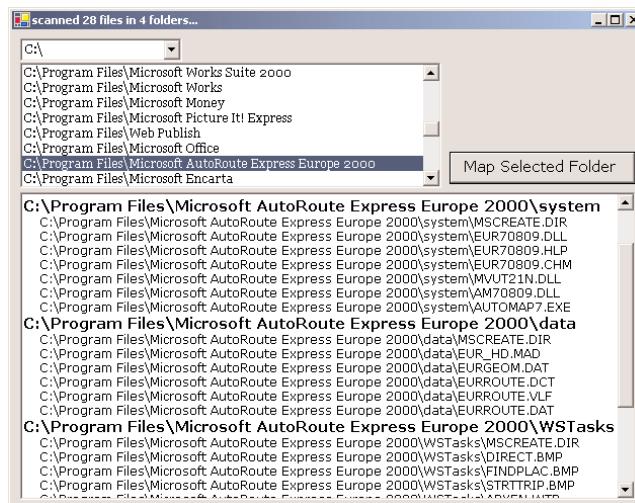 scanned 28 files in 4 folders...
C:\
C:\Program Files\Microsoft Works Suite 2000
C:\Program Files\Microsoft Works
C:\Program Files\Microsoft Money
C:\Program Files\Microsoft Picture It! Express
C:\Program Files\Web Publish
C:\Program Files\Microsoft Office
C:\Program Files\Microsoft AutoRoute Express Europe 2000
C:\Program Files\Microsoft Encarta
Map Selected Folder
C:\Program Files\Microsoft AutoRoute Express Europe 2000\system
C:\Program Files\Microsoft AutoRoute Express Europe 2000\system\MSCREATE.DIR
C:\Program Files\Microsoft AutoRoute Express Europe 2000\system\EUR70809.DLL
C:\Program Files\Microsoft AutoRoute Express Europe 2000\system\EUR70809.HLP
C:\Program Files\Microsoft AutoRoute Express Europe 2000\system\EUR70809.CHM
C:\Program Files\Microsoft AutoRoute Express Europe 2000\system\MVUT21N.DLL
C:\Program Files\Microsoft AutoRoute Express Europe 2000\system\AM70809.DLL
C:\Program Files\Microsoft AutoRoute Express Europe 2000\system\AUTOMAP7.EXE
C:\Program Files\Microsoft AutoRoute Express Europe 2000\data
C:\Program Files\Microsoft AutoRoute Express Europe 2000\data\MSCREATE.DIR
C:\Program Files\Microsoft AutoRoute Express Europe 2000\data\EUR_HD.MAD
C:\Program Files\Microsoft AutoRoute Express Europe 2000\data\EURGEOM.DAT
C:\Program Files\Microsoft AutoRoute Express Europe 2000\data\EURROUTE.DCT
C:\Program Files\Microsoft AutoRoute Express Europe 2000\data\EURROUTE.VLF
C:\Program Files\Microsoft AutoRoute Express Europe 2000\data\EURROUTE.DAT
C:\Program Files\Microsoft AutoRoute Express Europe 2000\WSTasks
C:\Program Files\Microsoft AutoRoute Express Europe 2000\WSTasks\MSCREATE.DIR
C:\Program Files\Microsoft AutoRoute Express Europe 2000\WSTasks\DIRECT.BMP
C:\Program Files\Microsoft AutoRoute Express Europe 2000\WSTasks\FINDPLAC.BMP
C:\Program Files\Microsoft AutoRoute Express Europe 2000\WSTasks\STRTTRIP.BMP